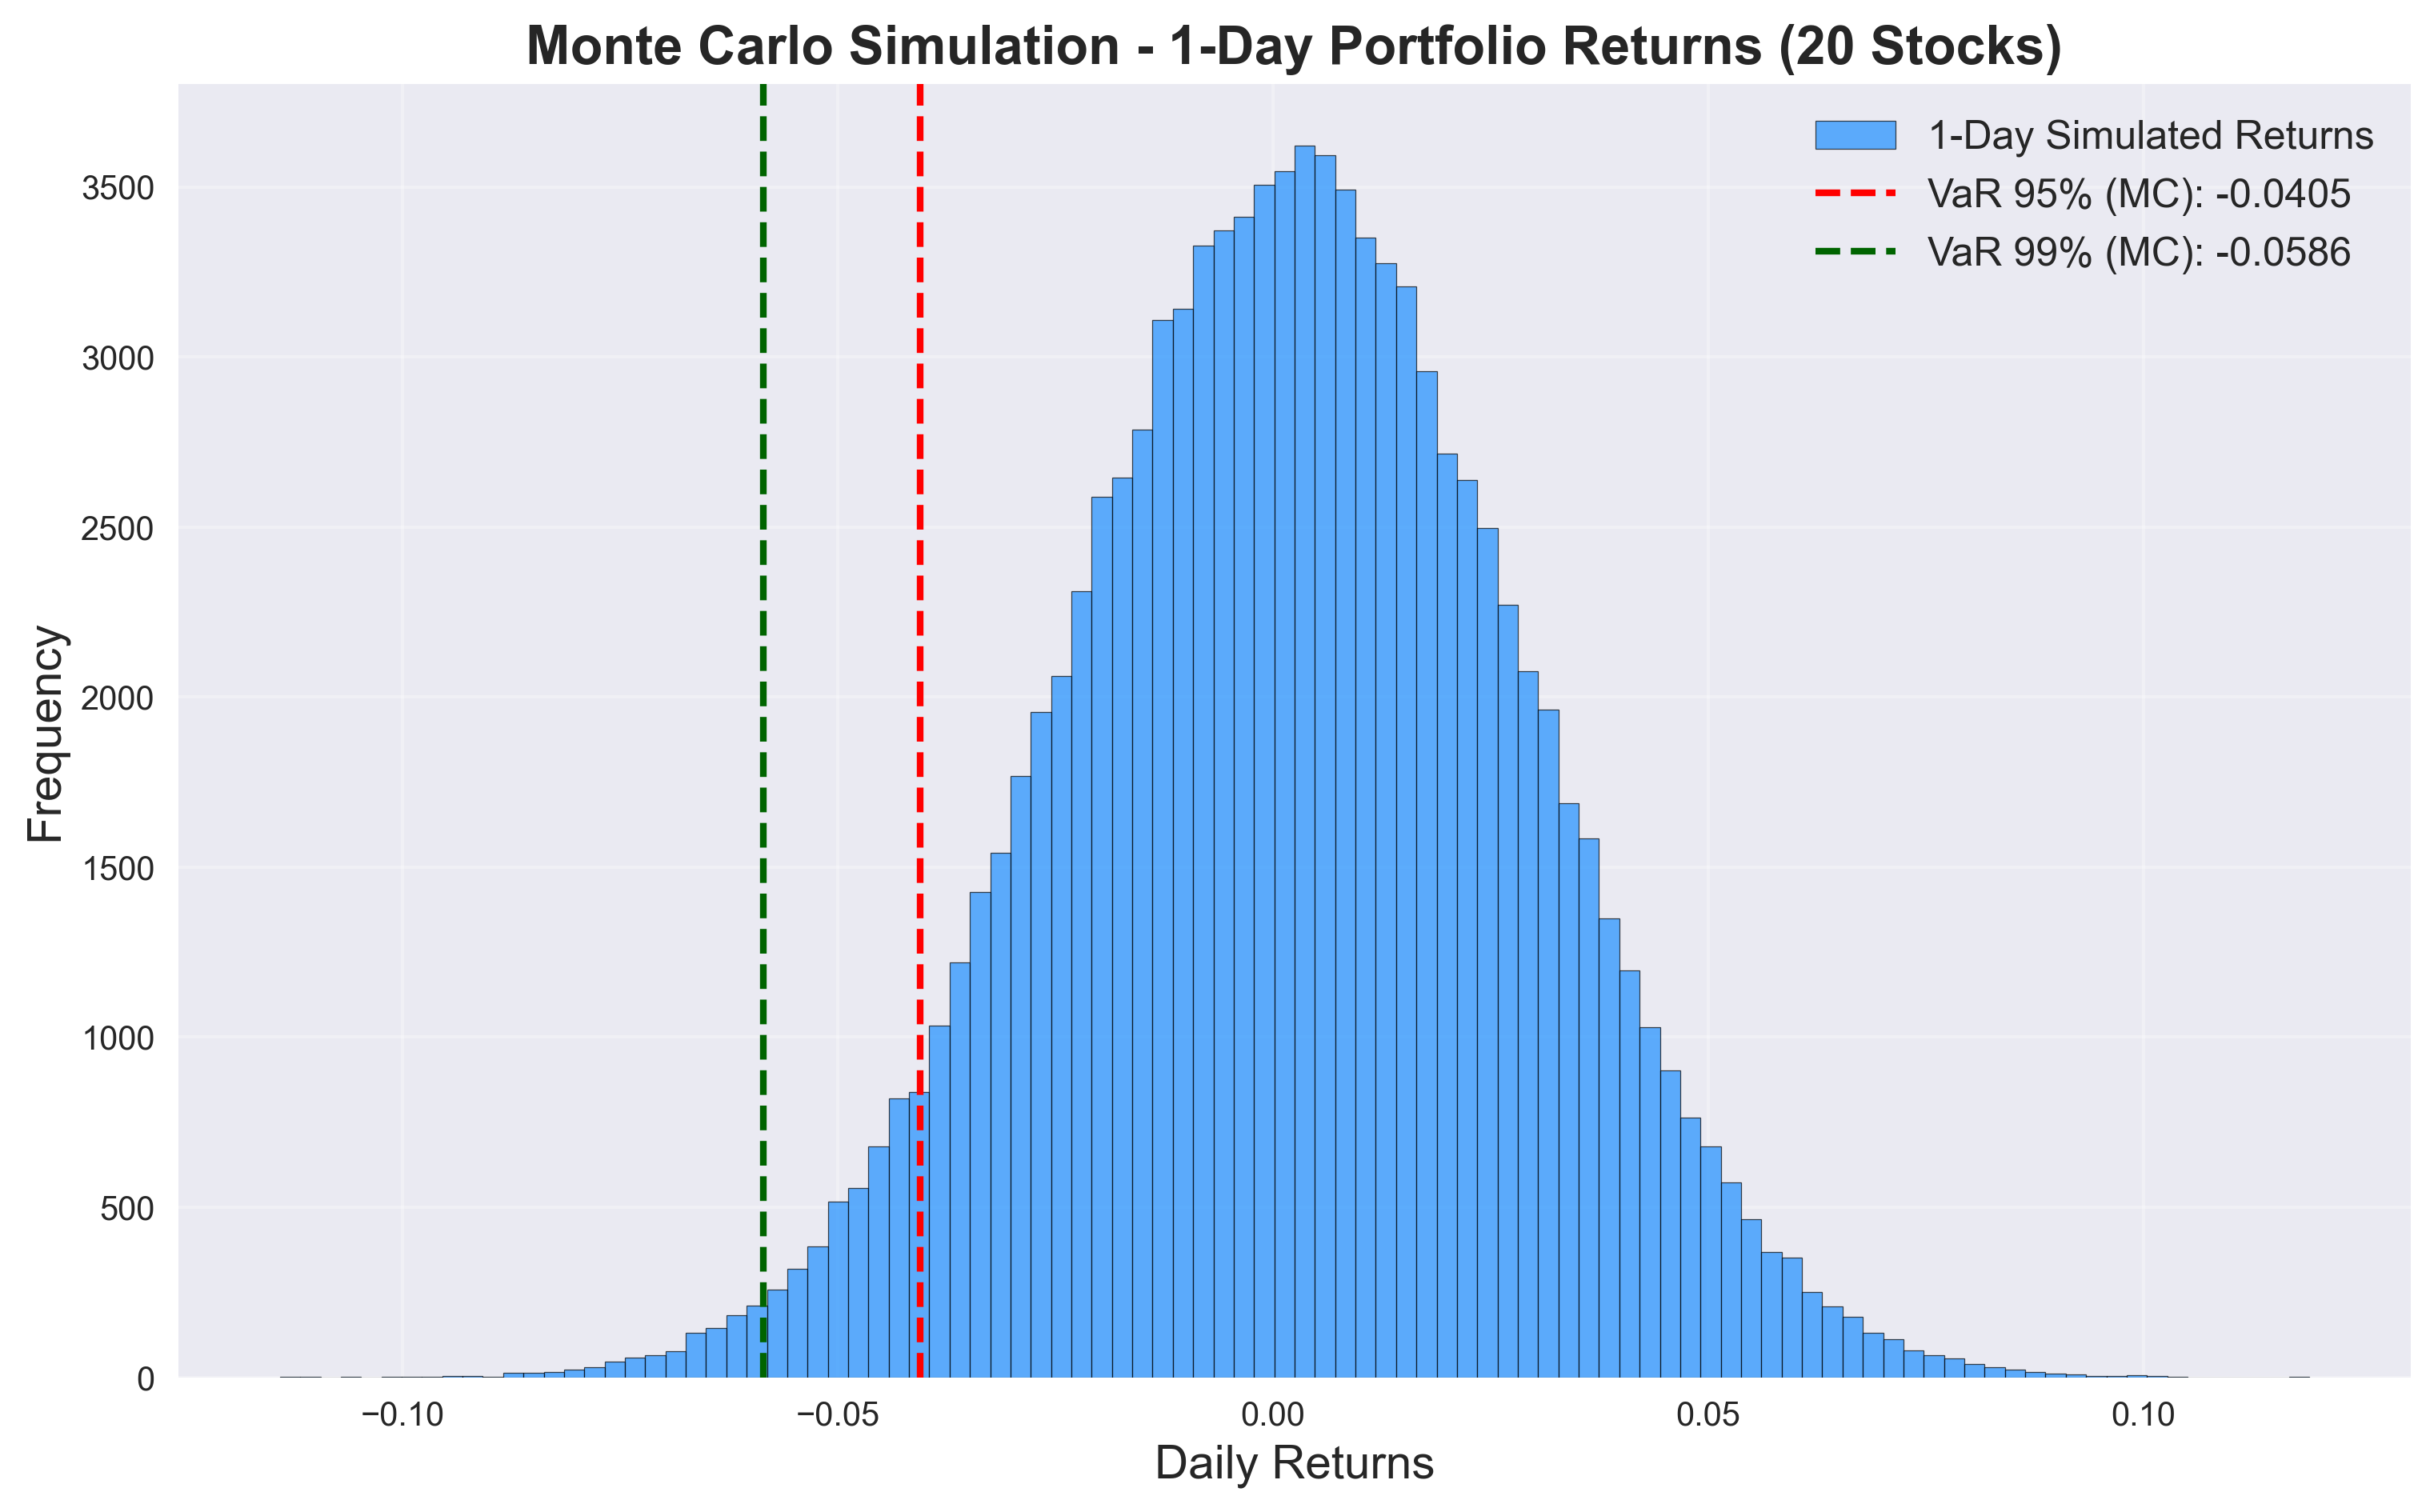 Monte Carlo Simulation - 1-Day Portfolio Returns (20 Stocks)
1-Day Simulated Returns
VaR 95% (MC): -0.0405
VaR 99% (MC): -0.0586
Frequency
3500
3000
2500
2000
1500
1000
500
0
−0.10
−0.05
0.00
0.05
0.10
Daily Returns